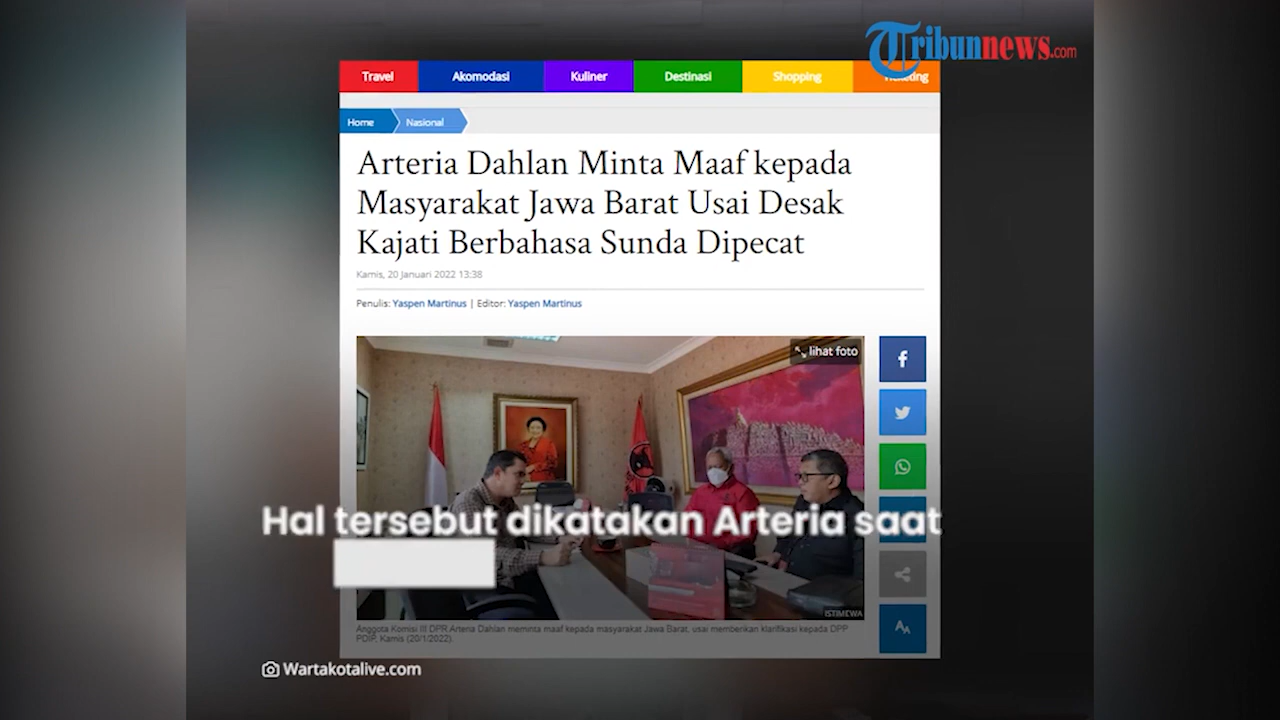 Tribunnews.com
Travel
Akomodasi
Kuliner
Destinasi
Shopping
Ticketing
Home
Nasional
Arteria Dahlan Minta Maaf kepada
Masyarakat Jawa Barat Usai Desak
Kajati Berbahasa Sunda Dipecat
Kamis, 20 Januari 2022 13:38
Penulis: Yaspen Martinus | Editor: Yaspen Martinus
lihat foto
Hal tersebut dikatakan Arteria saat
ISTIMEWA
AA
Anggota Komisi III DPR Arteria Dahlan meminta maaf kepada masyarakat Jawa Barat, usai memberikan klarifikasi kepada DPP
PDIP, Kamis (20/1/2022).
Wartakotalive.com